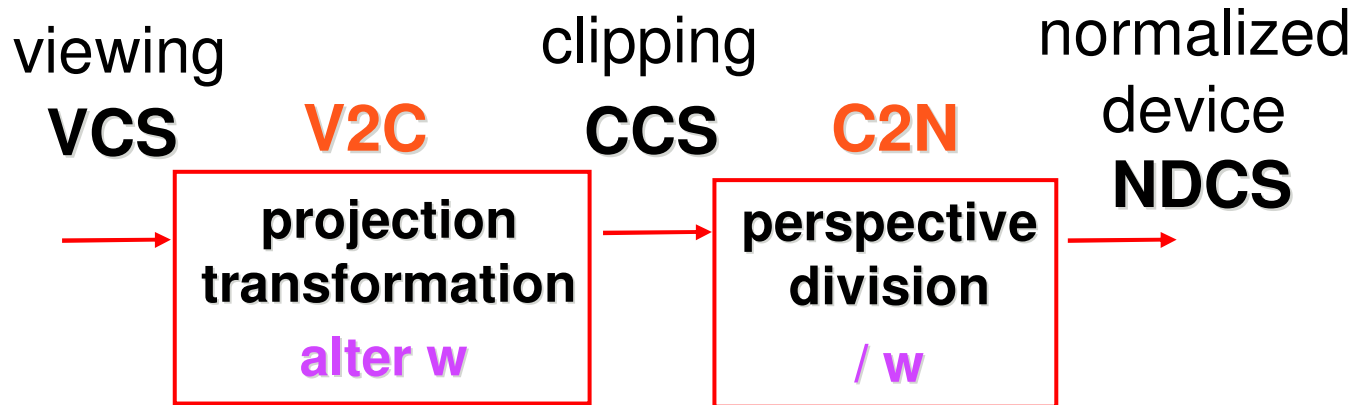 viewing
VCS
V2C
clipping
CCS
C2N
normalized
device
NDCS
projection
transformation
alter w
perspective
division
/ w